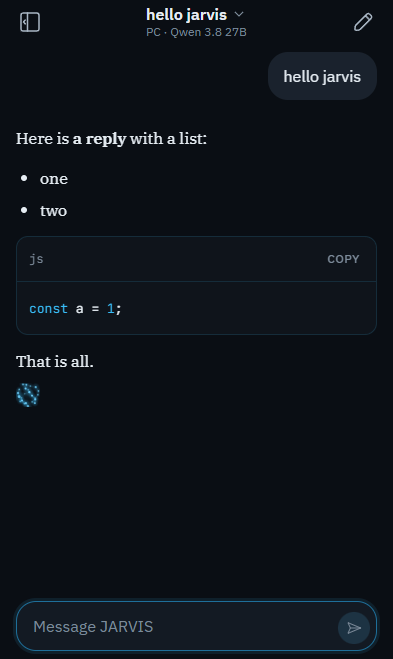 hello jarvis
PC · Qwen 3.8 27B
hello jarvis
Here is a reply with a list:
• one
• two
js
COPY
const a = 1;
That is all.
Message JARVIS